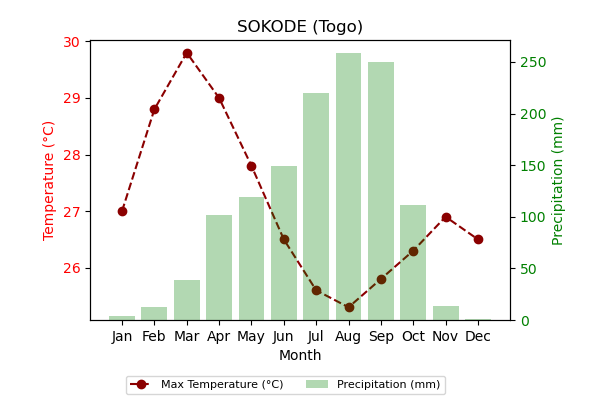 SOKODE (Togo)
30
29
28
27
26
Temperature (°C)
250
200
150
100
50
0
Precipitation (mm)
Jan Feb Mar Apr May Jun Jul Aug Sep Oct Nov Dec
Month
Max Temperature (°C) Precipitation (mm)